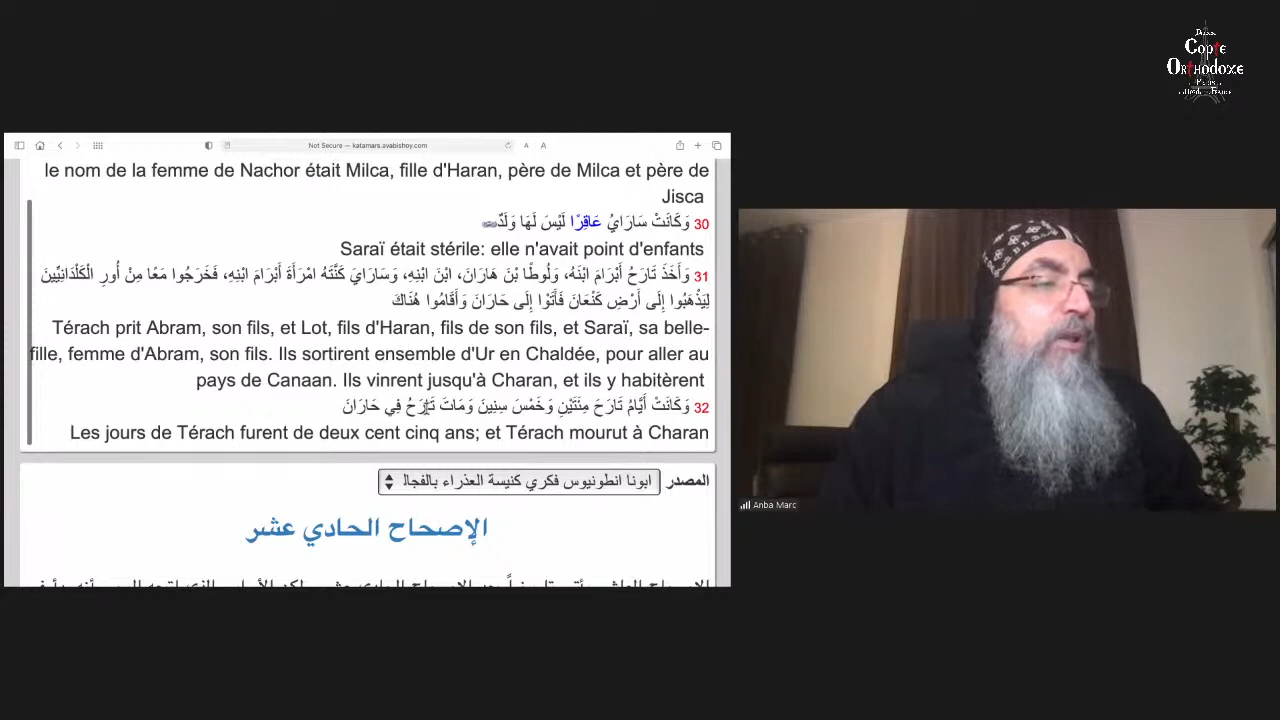 Copte
Orthodoxe
Not Secure — katamars.avabishoy.com
A A
le nom de la femme de Nachor était Milca, fille d'Haran, père de Milca et père de
Jisca
30 وَكَانَتْ سَارَايُ عَاقِرًا لَيْسَ لَهَا وَلَدٌ
Saraï était stérile: elle n'avait point d'enfants
31 وَأَخَذَ تَارَحُ أَبْرَامَ ابْنَهُ، وَلُوطًا بْنَ هَارَانَ، ابْنَ ابْنِهِ، وَسَارَايَ كَنَّتَهُ امْرَأَةَ أَبْرَامَ ابْنِهِ، فَخَرَجُوا مَعًا مِنْ أُورِ الْكَلْدَانِيِّينَ
لِيَذْهَبُوا إِلَى أَرْضِ كَنْعَانَ فَأَتَوْا إِلَى حَارَانَ وَأَقَامُوا هُنَاكَ
Térach prit Abram, son fils, et Lot, fils d'Haran, fils de son fils, et Saraï, sa belle-
fille, femme d'Abram, son fils. Ils sortirent ensemble d'Ur en Chaldée, pour aller au
pays de Canaan. Ils vinrent jusqu'à Charan, et ils y habitèrent
32 وَكَانَتْ أَيَّامُ تَارَحَ مِئَتَيْنِ وَخَمْسَ سِنِينَ وَمَاتَ تَارَحُ فِي حَارَانَ
Les jours de Térach furent de deux cent cinq ans; et Térach mourut à Charan
المصدر ابونا انطونيوس فكري كنيسة العذراء بالفجال
الإصحاح الحادي عشر
Anba Marc